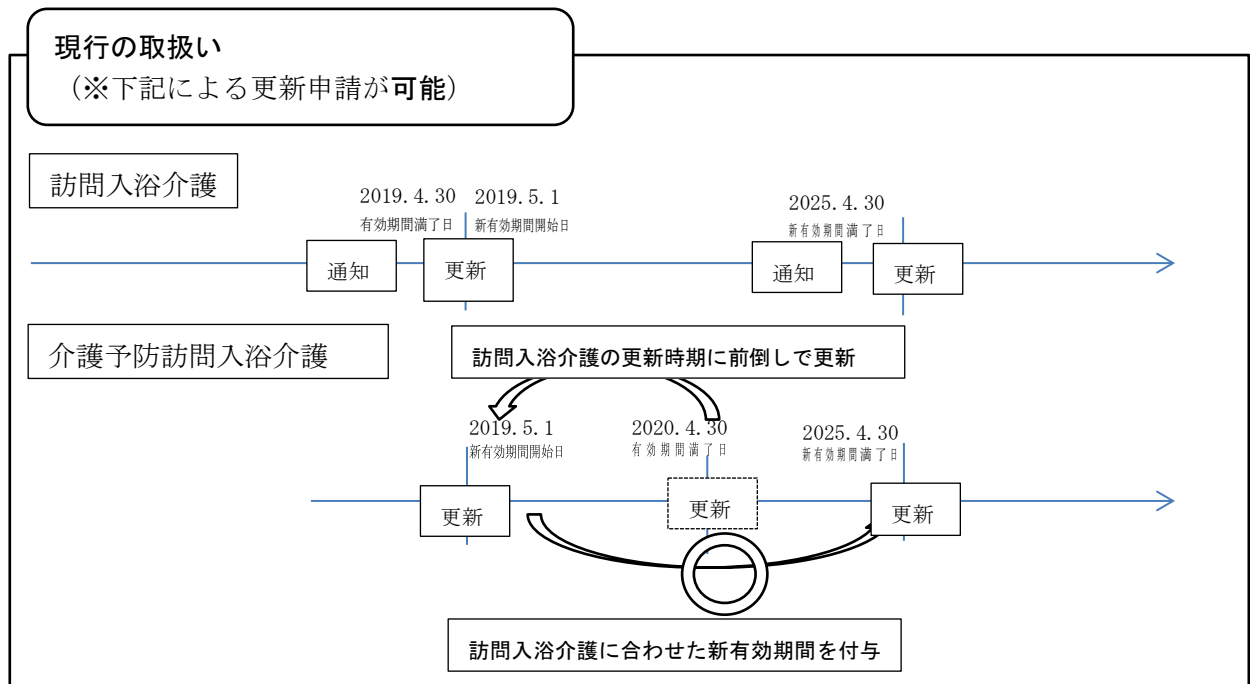 現行の取扱い
（※下記による更新申請が可能）
訪問入浴介護
2019.4.30 2019.5.1
有効期間満了日 新有効期間開始日
2025.4.30
新有効期間満了日
通知
更新
通知
更新
介護予防訪問入浴介護
訪問入浴介護の更新時期に前倒しで更新
2019.5.1
新有効期間開始日
2020.4.30
有効期間満了日
2025.4.30
新有効期間満了日
更新
更新
更新
訪問入浴介護に合わせた新有効期間を付与